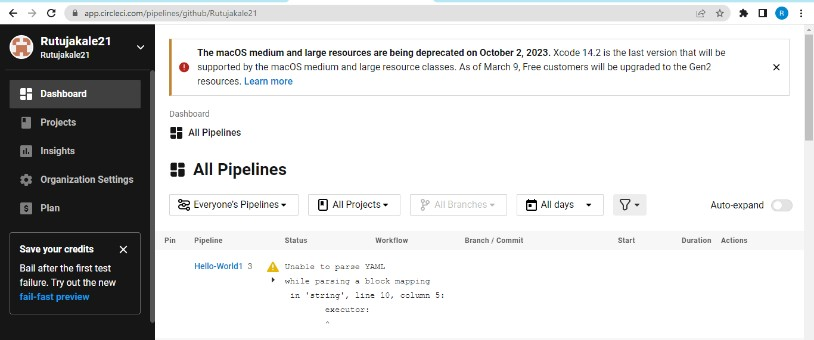 app.circleci.com/pipelines/github/Rutujakale21
R
Rutujakale21
Rutujakale21
Dashboard
Projects
Insights
Organization Settings
Plan
Save your credits
Bail after the first test
failure. Try out the new
fail-fast preview
The macOS medium and large resources are being deprecated on October 2, 2023. Xcode 14.2 is the last version that will be
supported by the macOS medium and large resource classes. As of March 9, Free customers will be upgraded to the Gen2
resources. Learn more
Dashboard
All Pipelines
All Pipelines
Everyone's Pipelines
All Projects
All Branches
All days
Auto-expand
Pin Pipeline Status Workflow Branch / Commit Start Duration Actions
Hello-World1 3
Unable to parse YAML
while parsing a block mapping
in 'string', line 10, column 5:
executor:
^